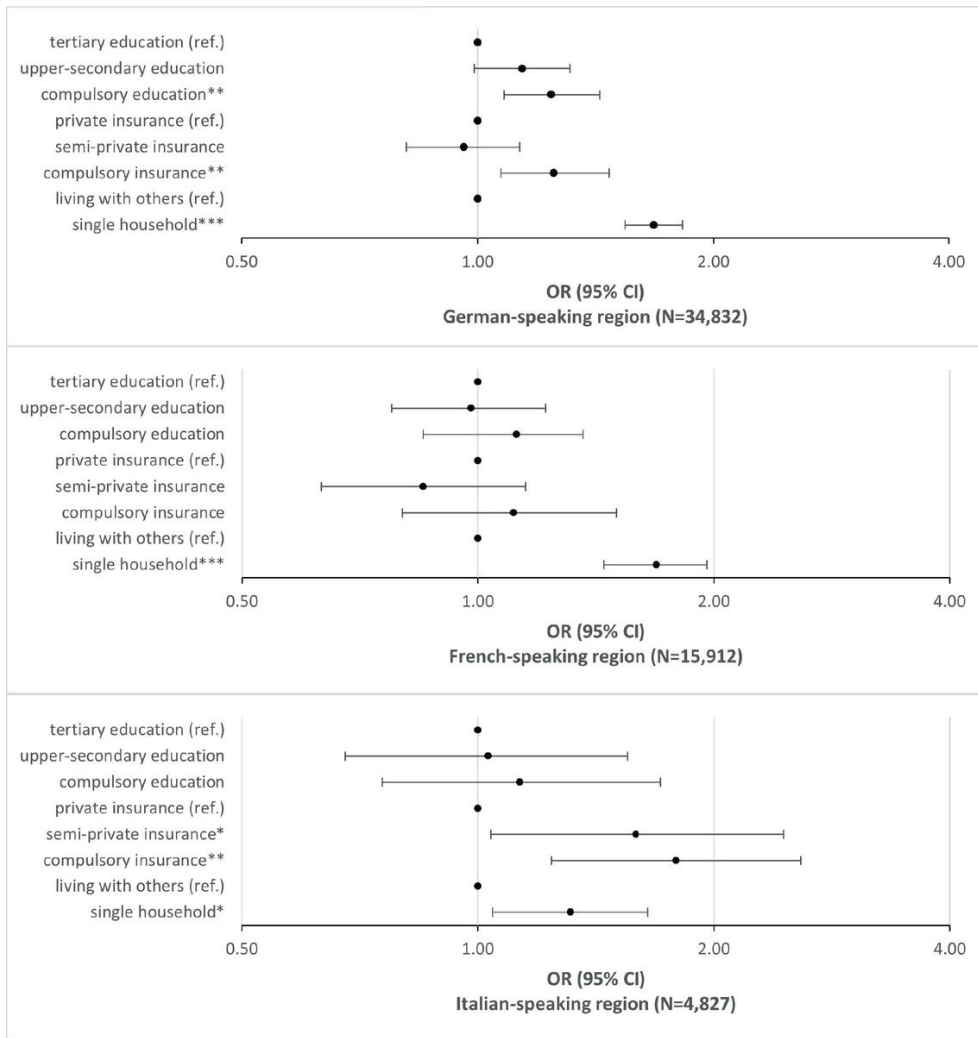 tertiary education (ref.)
upper-secondary education
compulsory education**
private insurance (ref.)
semi-private insurance
compulsory insurance**
living with others (ref.)
single household***
0.50 1.00 2.00 4.00
OR (95% CI)
German-speaking region (N=34,832)
tertiary education (ref.)
upper-secondary education
compulsory education
private insurance (ref.)
semi-private insurance
compulsory insurance
living with others (ref.)
single household***
0.50 1.00 2.00 4.00
OR (95% CI)
French-speaking region (N=15,912)
tertiary education (ref.)
upper-secondary education
compulsory education
private insurance (ref.)
semi-private insurance*
compulsory insurance**
living with others (ref.)
single household*
0.50 1.00 2.00 4.00
OR (95% CI)
Italian-speaking region (N=4,827)